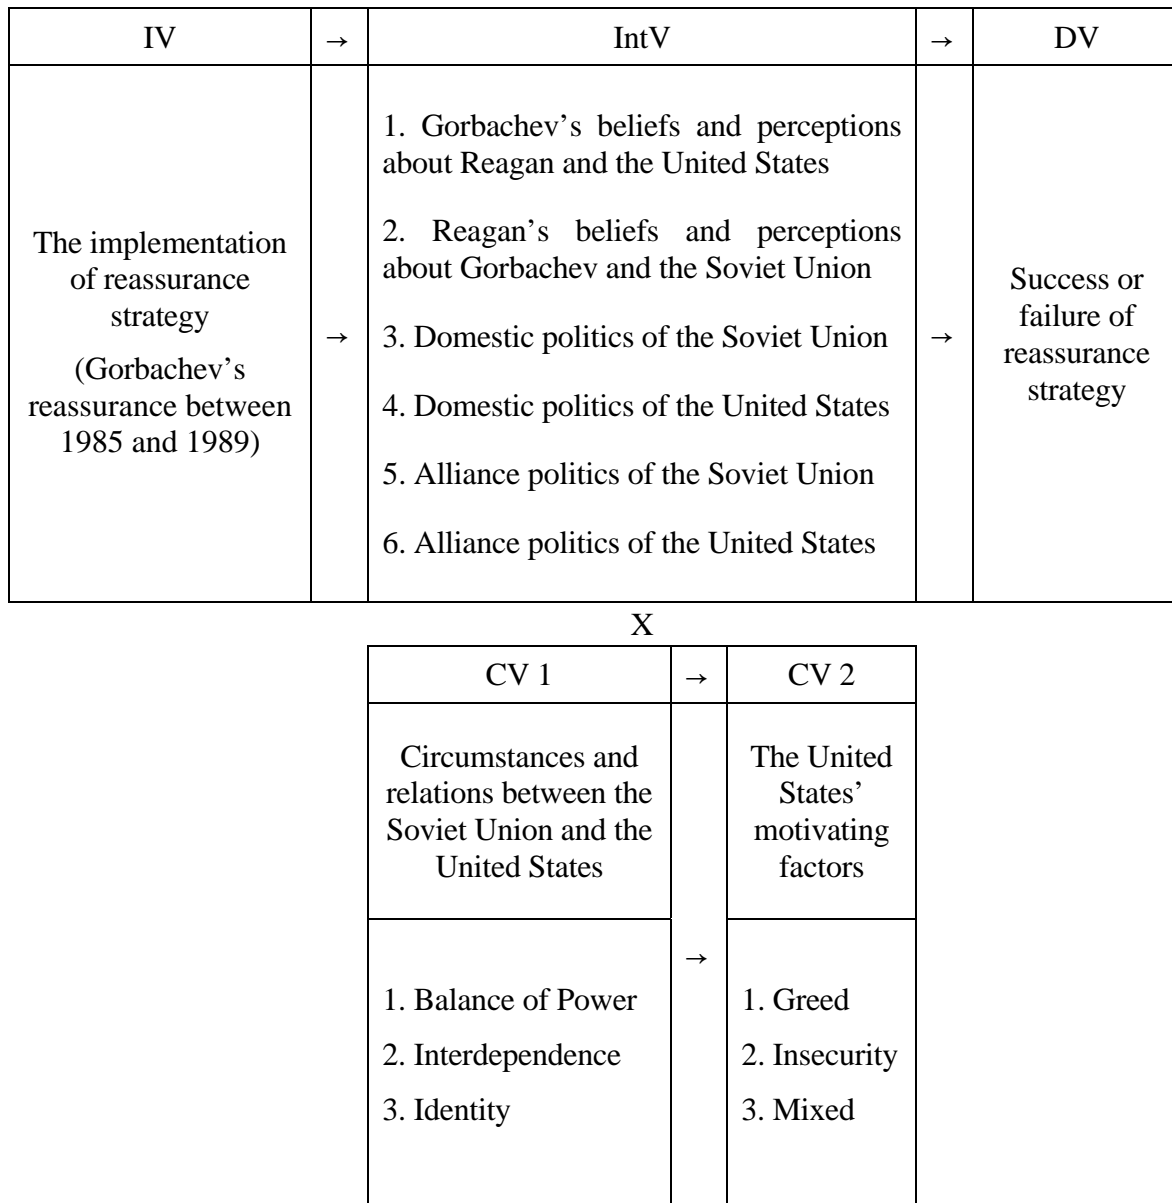 IV → IntV → DV
The implementation
of reassurance
strategy
(Gorbachev’s
reassurance between
1985 and 1989)
→
1. Gorbachev’s beliefs and perceptions
about Reagan and the United States
2. Reagan’s beliefs and perceptions
about Gorbachev and the Soviet Union
3. Domestic politics of the Soviet Union
4. Domestic politics of the United States
5. Alliance politics of the Soviet Union
6. Alliance politics of the United States
→
Success or
failure of
reassurance
strategy
X
CV 1 → CV 2
Circumstances and
relations between the
Soviet Union and the
United States
The United
States’
motivating
factors
→
1. Balance of Power
2. Interdependence
3. Identity
1. Greed
2. Insecurity
3. Mixed